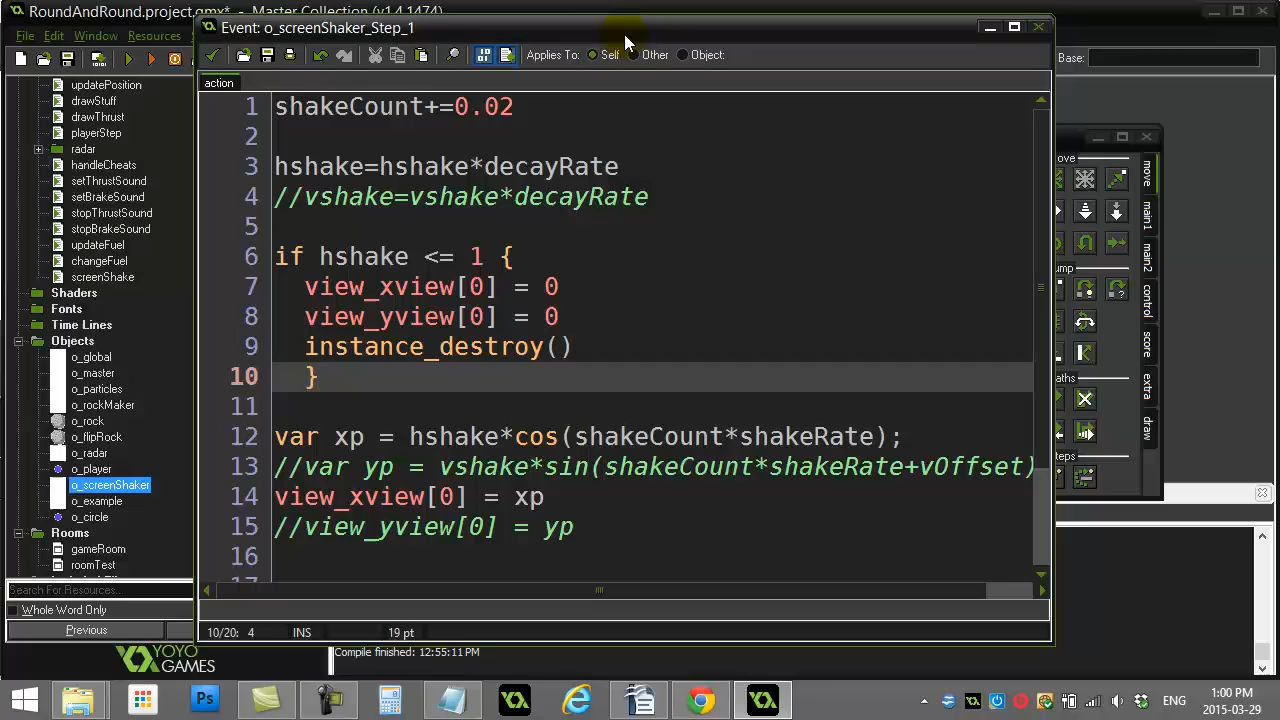 RoundAndRound.project.gmx* - Master Collection (v1.4.1474)
File Edit Window Resources
Event: o_screenShaker_Step_1
Applies To: Self Other Object:
Base:
action
updatePosition
drawStuff
drawThrust
playerStep
radar
handleCheats
setThrustSound
setBrakeSound
stopThrustSound
stopBrakeSound
updateFuel
changeFuel
screenShake
Shaders
Fonts
Time Lines
Objects
o_global
o_master
o_particles
o_rockMaker
o_rock
o_flipRock
o_radar
o_player
o_screenShaker
o_example
o_circle
Rooms
gameRoom
roomTest
Search For Resources..
Whole Word Only
Previous
1 shakeCount+=0.02
2
3 hshake=hshake*decayRate
4 //vshake=vshake*decayRate
5
6 if hshake <= 1 {
7 view_xview[0] = 0
8 view_yview[0] = 0
9 instance_destroy()
10 }
11
12 var xp = hshake*cos(shakeCount*shakeRate);
13 //var yp = vshake*sin(shakeCount*shakeRate+vOffset)
14 view_xview[0] = xp
15 //view_yview[0] = yp
16
17
10/20: 4 INS 19 pt
move
main1
main2
control
score
extra
draw
YOYO
GAMES
Compile finished: 12:55:11 PM
Ps
ENG
1:00 PM
2015-03-29